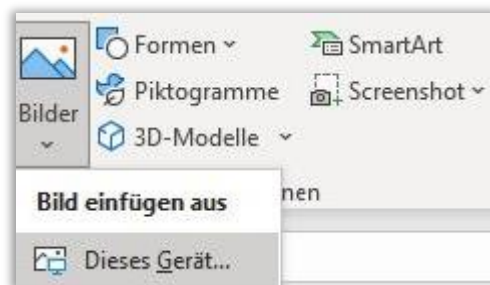 Bilder
Formen
Piktogramme
3D-Modelle
SmartArt
Screenshot
nen
Bild einfügen aus
Dieses Gerät...